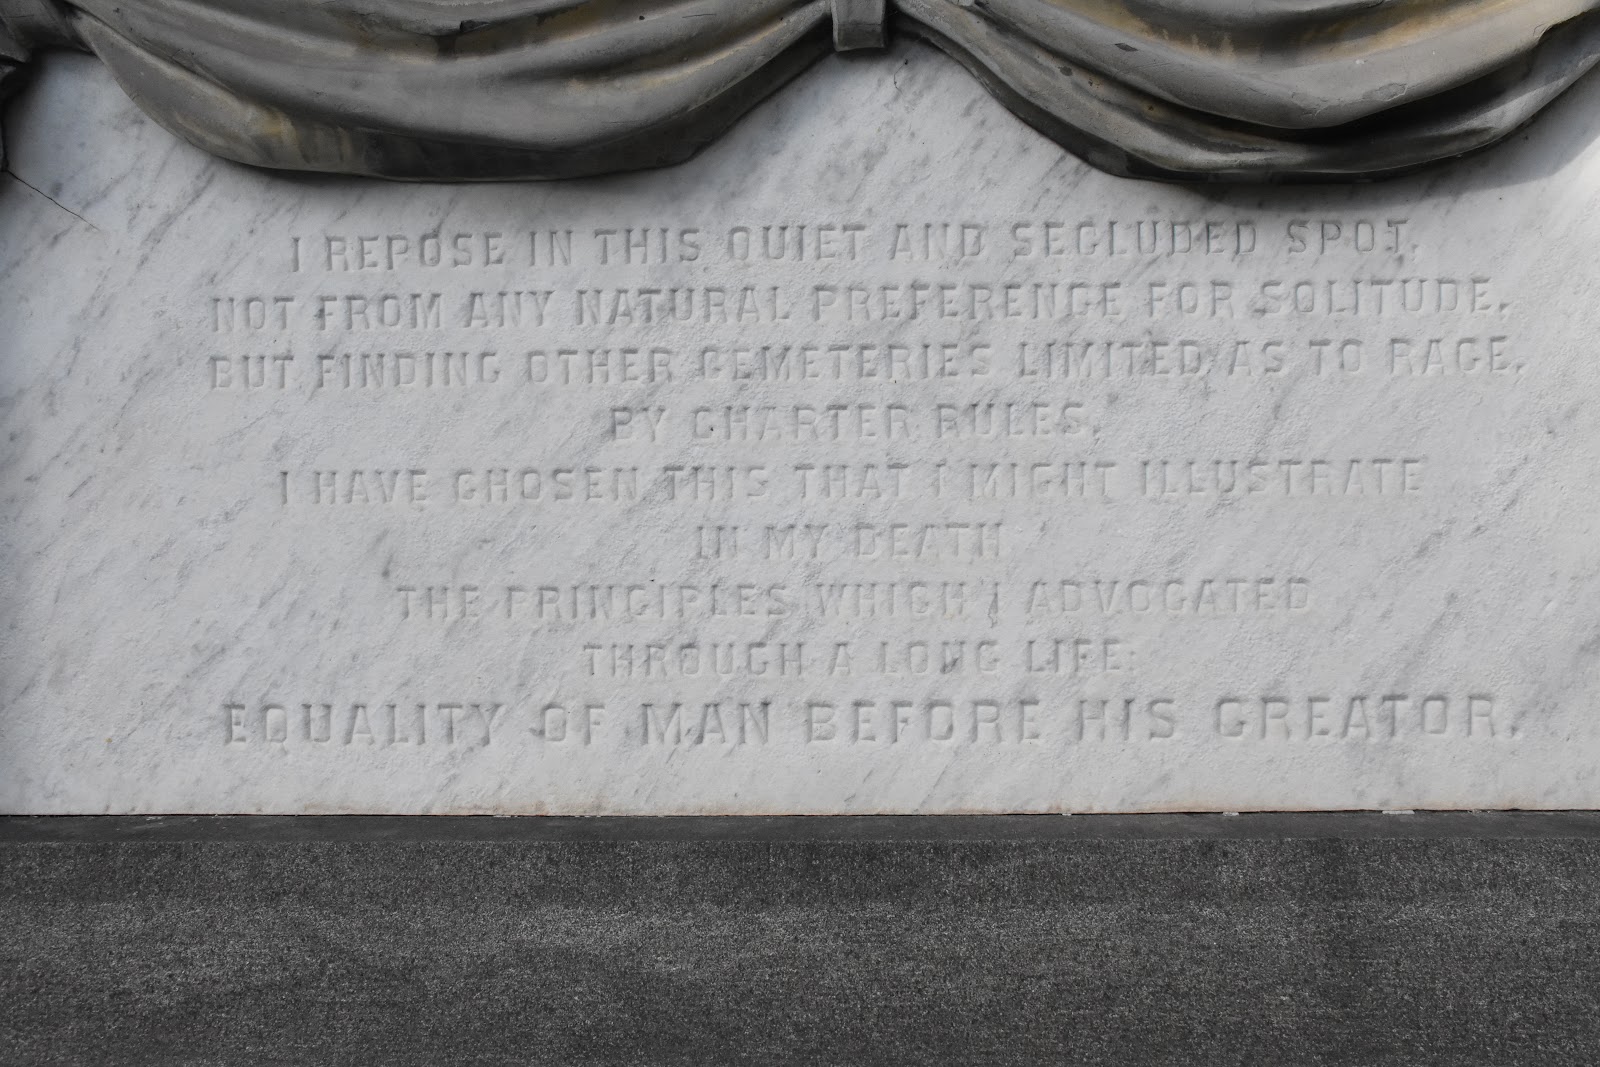 I REPOSE IN THIS QUIET AND SECLUDED SPOT,
NOT FROM ANY NATURAL PREFERENCE FOR SOLITUDE,
BUT FINDING OTHER CEMETERIES LIMITED AS TO RACE,
BY CHARTER RULES,
I HAVE CHOSEN THIS THAT I MIGHT ILLUSTRATE
IN MY DEATH
THE PRINCIPLES WHICH I ADVOCATED
THROUGH A LONG LIFE:
EQUALITY OF MAN BEFORE HIS CREATOR.